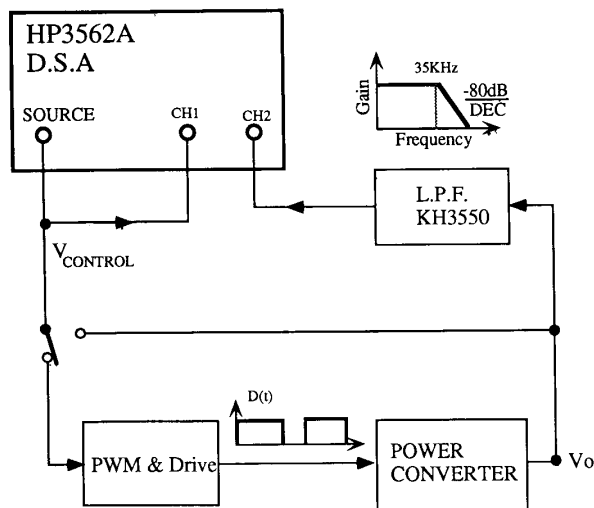 HP3562A
D.S.A
SOURCE
CH1
CH2
35KHz
Gain
-80dB
DEC
Frequency
L.P.F.
KH3550
VCONTROL
D(t)
PWM & Drive
POWER
CONVERTER
Vo